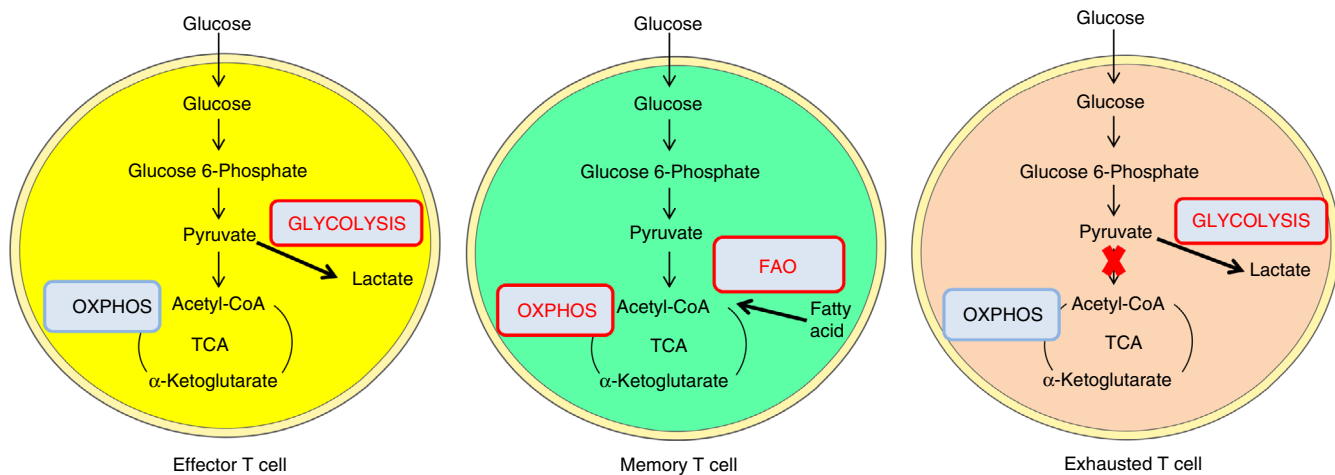 Glucose
Glucose
Glucose 6-Phosphate
Pyruvate
GLYCOLYSIS
Lactate
OXPHOS
Acetyl-CoA
TCA
α-Ketoglutarate
Effector T cell
Glucose
Glucose
Glucose 6-Phosphate
Pyruvate
FAO
OXPHOS
Acetyl-CoA
Fatty
acid
TCA
α-Ketoglutarate
Memory T cell
Glucose
Glucose
Glucose 6-Phosphate
Pyruvate
GLYCOLYSIS
Lactate
OXPHOS
Acetyl-CoA
TCA
α-Ketoglutarate
Exhausted T cell